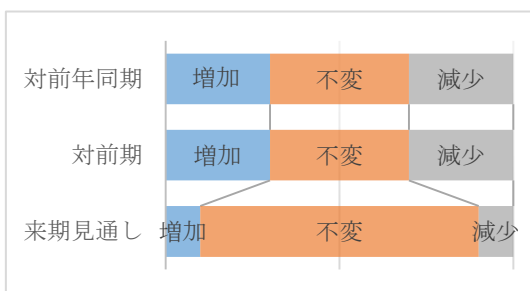 対前年同期 増加 不変 減少
対前期 増加 不変 減少
来期見通し 増加 不変 減少